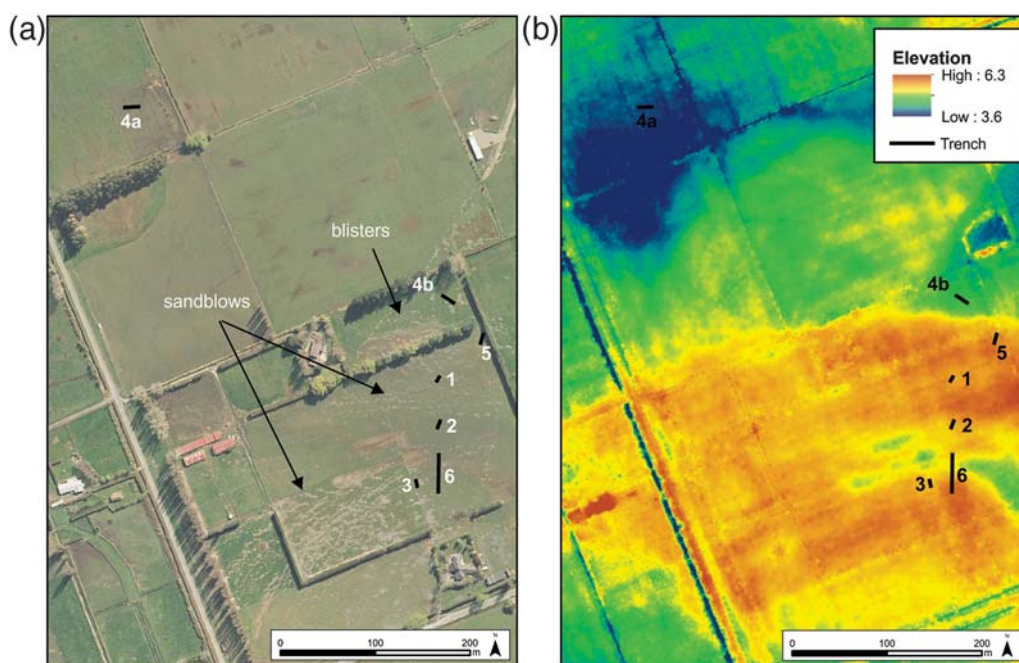 (a)
4a
blisters
4b
sandblows
5
1
2
3
6
0 100 200
m
N
(b)
Elevation
High : 6.3
Low : 3.6
Trench
4a
4b
5
1
2
3
6
0 100 200
m
N